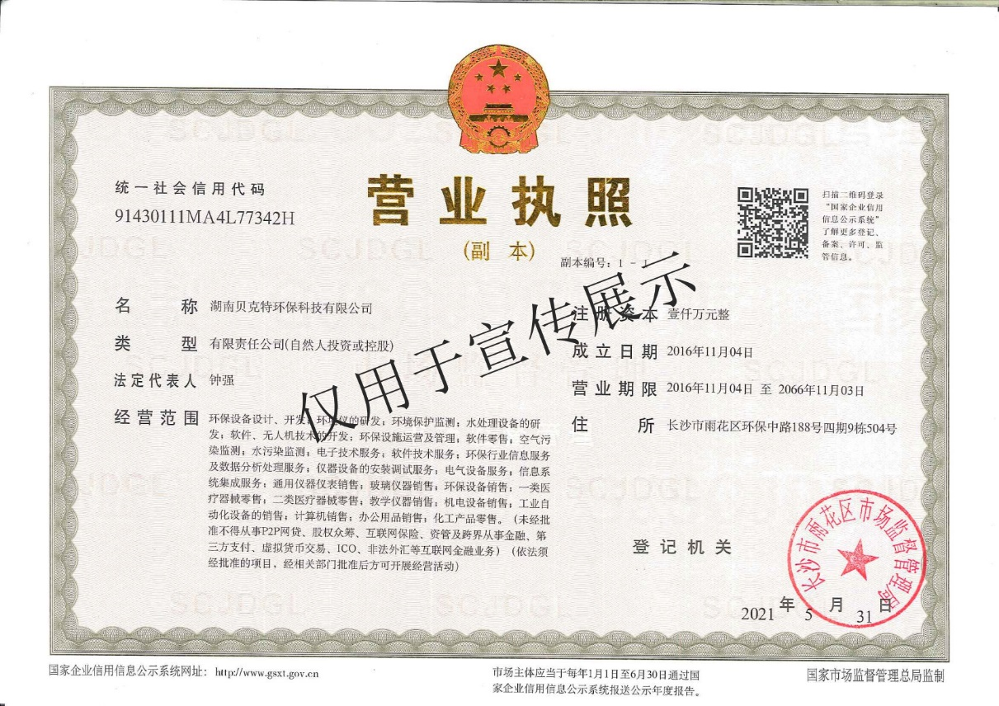 统一社会信用代码
91430111MA4L77342H
营业执照
(副 本)
副本编号：1 - 1
扫描二维码登录
“国家企业信用
信息公示系统”
了解更多登记、
备案、许可、监
管信息。
名 称 湖南贝克特环保科技有限公司
类 型 有限责任公司(自然人投资或控股)
法定代表人 钟强
经营范围 环保设备设计、开发；环境仪的研发；环境保护监测；水处理设备的研
发；软件、无人机技术的开发；环保设施运营及管理；软件零售；空气污
染监测；水污染监测；电子技术服务；软件技术服务；环保行业信息服务
及数据分析处理服务；仪器设备的安装调试服务；电气设备服务；信息系
统集成服务；通用仪器仪表销售；玻璃仪器销售；环保设备销售；一类医
疗器械零售；二类医疗器械零售；教学仪器销售；机电设备销售；工业自
动化设备的销售；计算机销售；办公用品销售；化工产品零售。（未经批
准不得从事P2P网贷、股权众筹、互联网保险、资管及跨界从事金融、第
三方支付、虚拟货币交易、ICO、非法外汇等互联网金融业务）（依法须
经批准的项目，经相关部门批准后方可开展经营活动）
注册资本 壹仟万元整
成立日期 2016年11月04日
营业期限 2016年11月04日 至 2066年11月03日
住 所 长沙市雨花区环保中路188号四期9栋504号
仅用于宣传展示
登记机关
长沙市雨花区市场监督管理局
2021 年 5 月 31 日
国家企业信用信息公示系统网址：http://www.gsxt.gov.cn
市场主体应当于每年1月1日至6月30日通过国
家企业信用信息公示系统报送公示年度报告。
国家市场监督管理总局监制